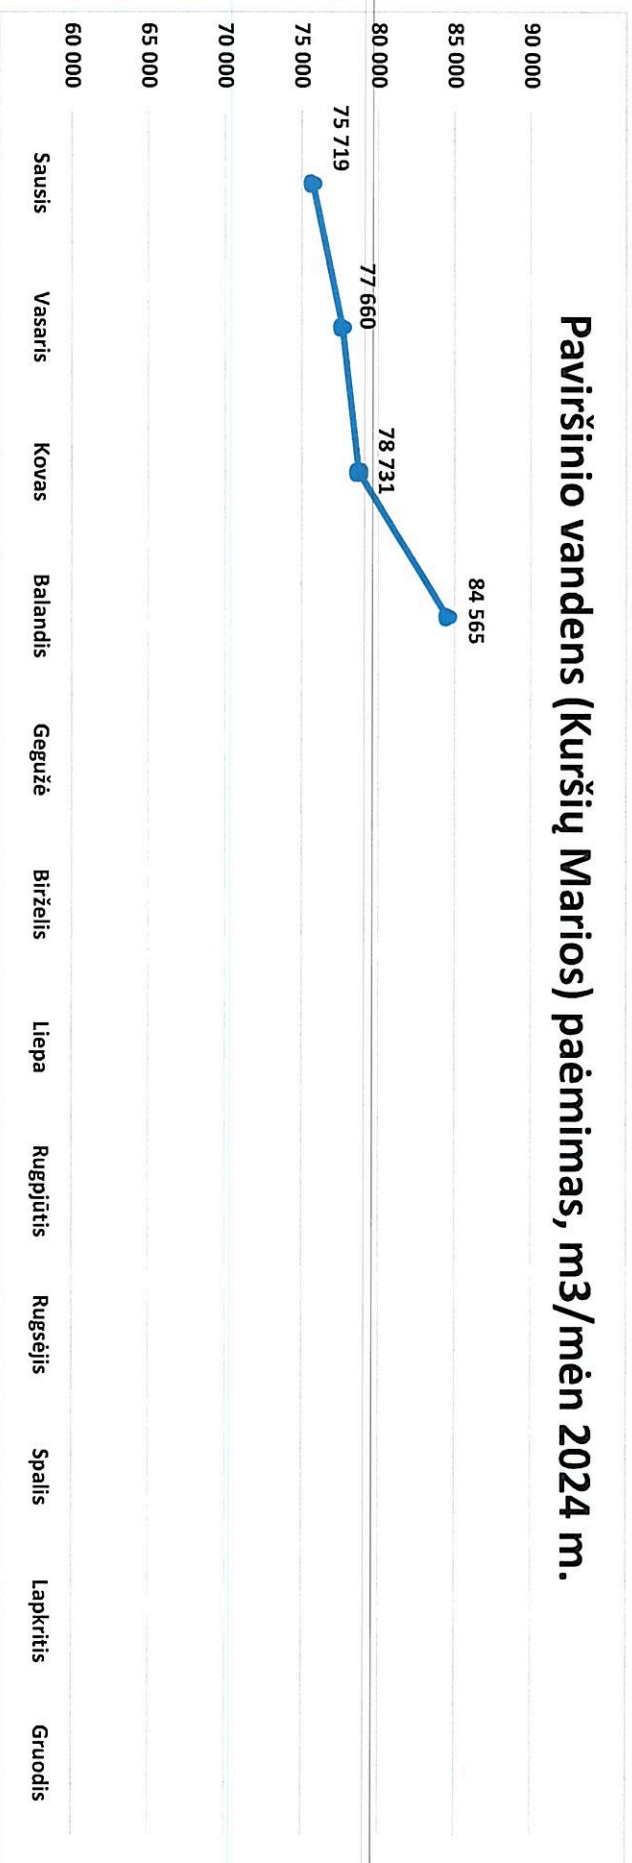 Paviršinio vandens (Kuršių Marios) paėmimas, m3/mėn 2024 m.
90 000
85 000
80 000
75 000
70 000
65 000
60 000
75 719
77 660
78 731
84 565
Sausis
Vasaris
Kovas
Balandis
Gegužė
Birželis
Liepa
Rugpjūtis
Rugsėjis
Spalis
Lapkritis
Gruodis